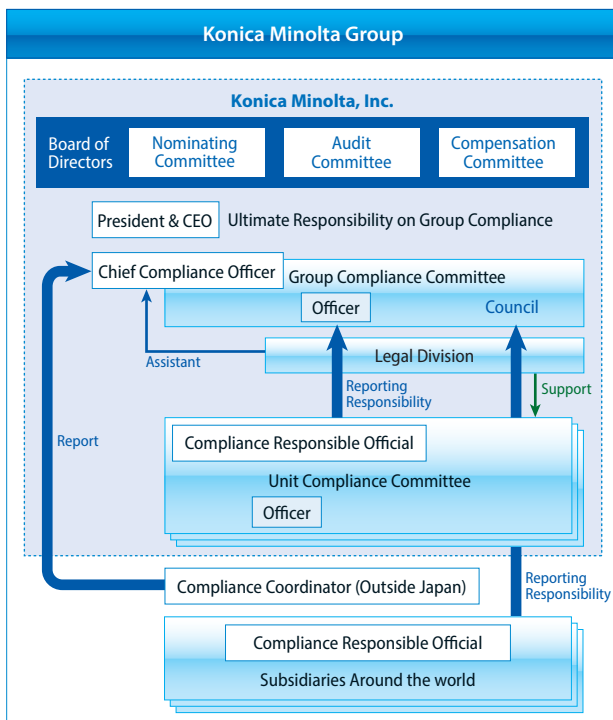 Konica Minolta Group
Konica Minolta, Inc.
Board of
Directors
Nominating
Committee
Audit
Committee
Compensation
Committee
President & CEO
Ultimate Responsibility on Group Compliance
Chief Compliance Officer
Group Compliance Committee
Officer
Council
Legal Division
Assistant
Reporting
Responsibility
Support
Report
Compliance Responsible Official
Unit Compliance Committee
Officer
Compliance Coordinator (Outside Japan)
Reporting
Responsibility
Compliance Responsible Official
Subsidiaries Around the world